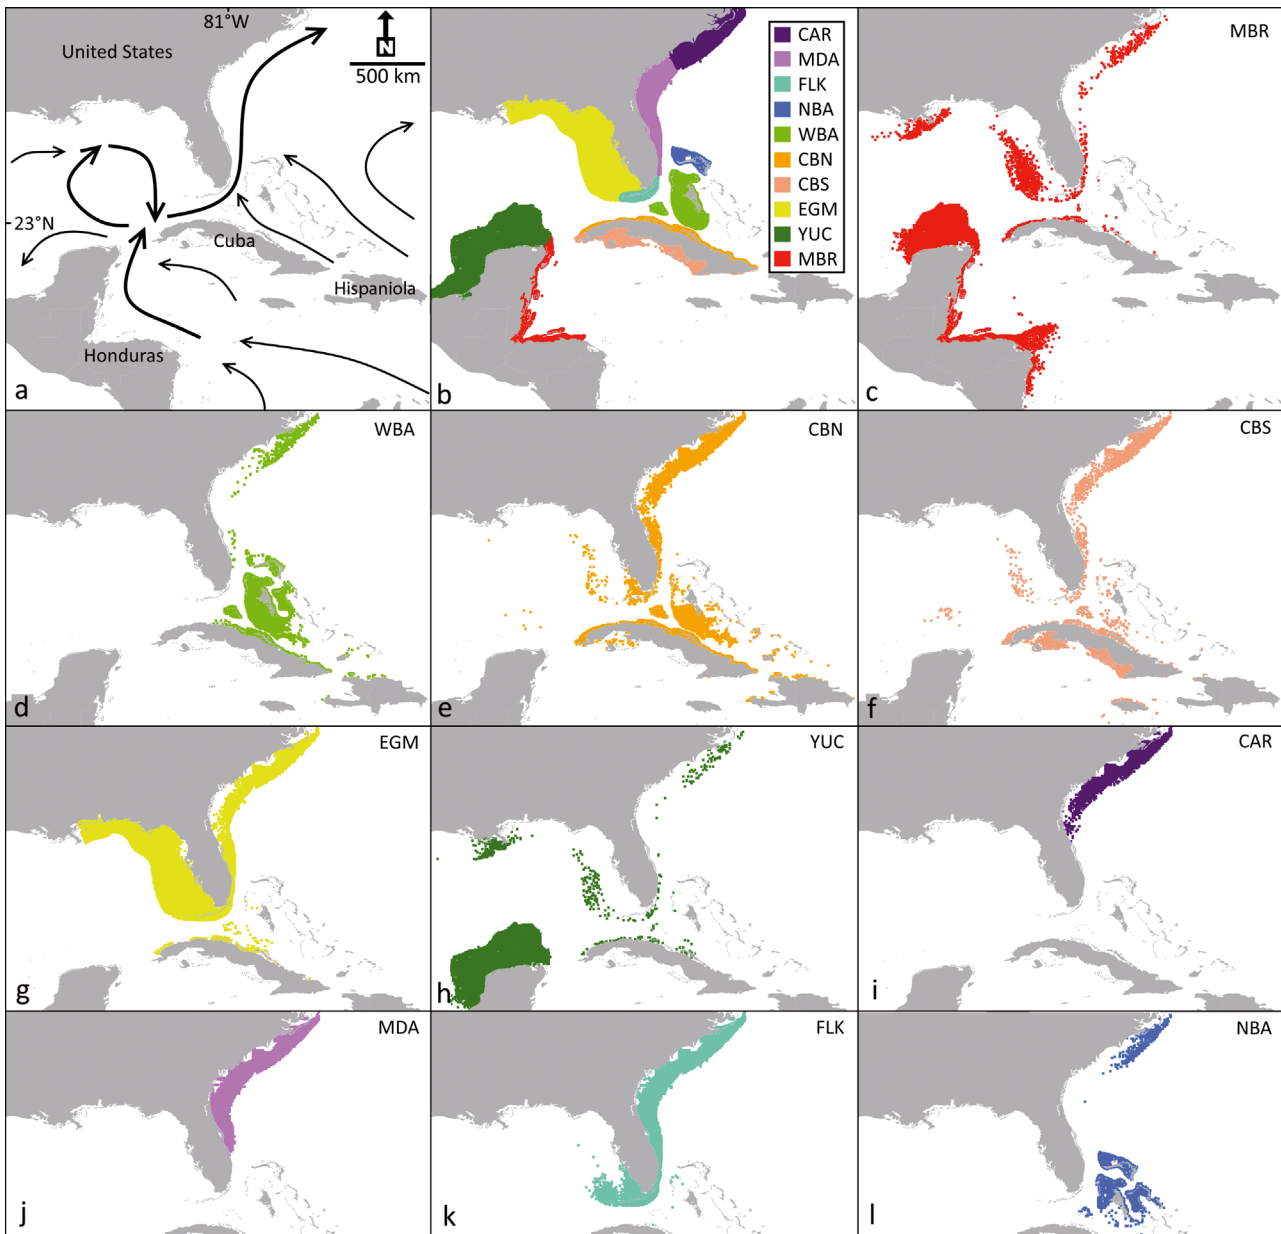 81°W
United States
N
500 km
23°N
Cuba
Hispaniola
Honduras
a
CAR
MDA
FLK
NBA
WBA
CBN
CBS
EGM
YUC
MBR
b
MBR
c
WBA
d
CBN
e
CBS
f
EGM
g
YUC
h
CAR
i
MDA
j
FLK
k
NBA
l